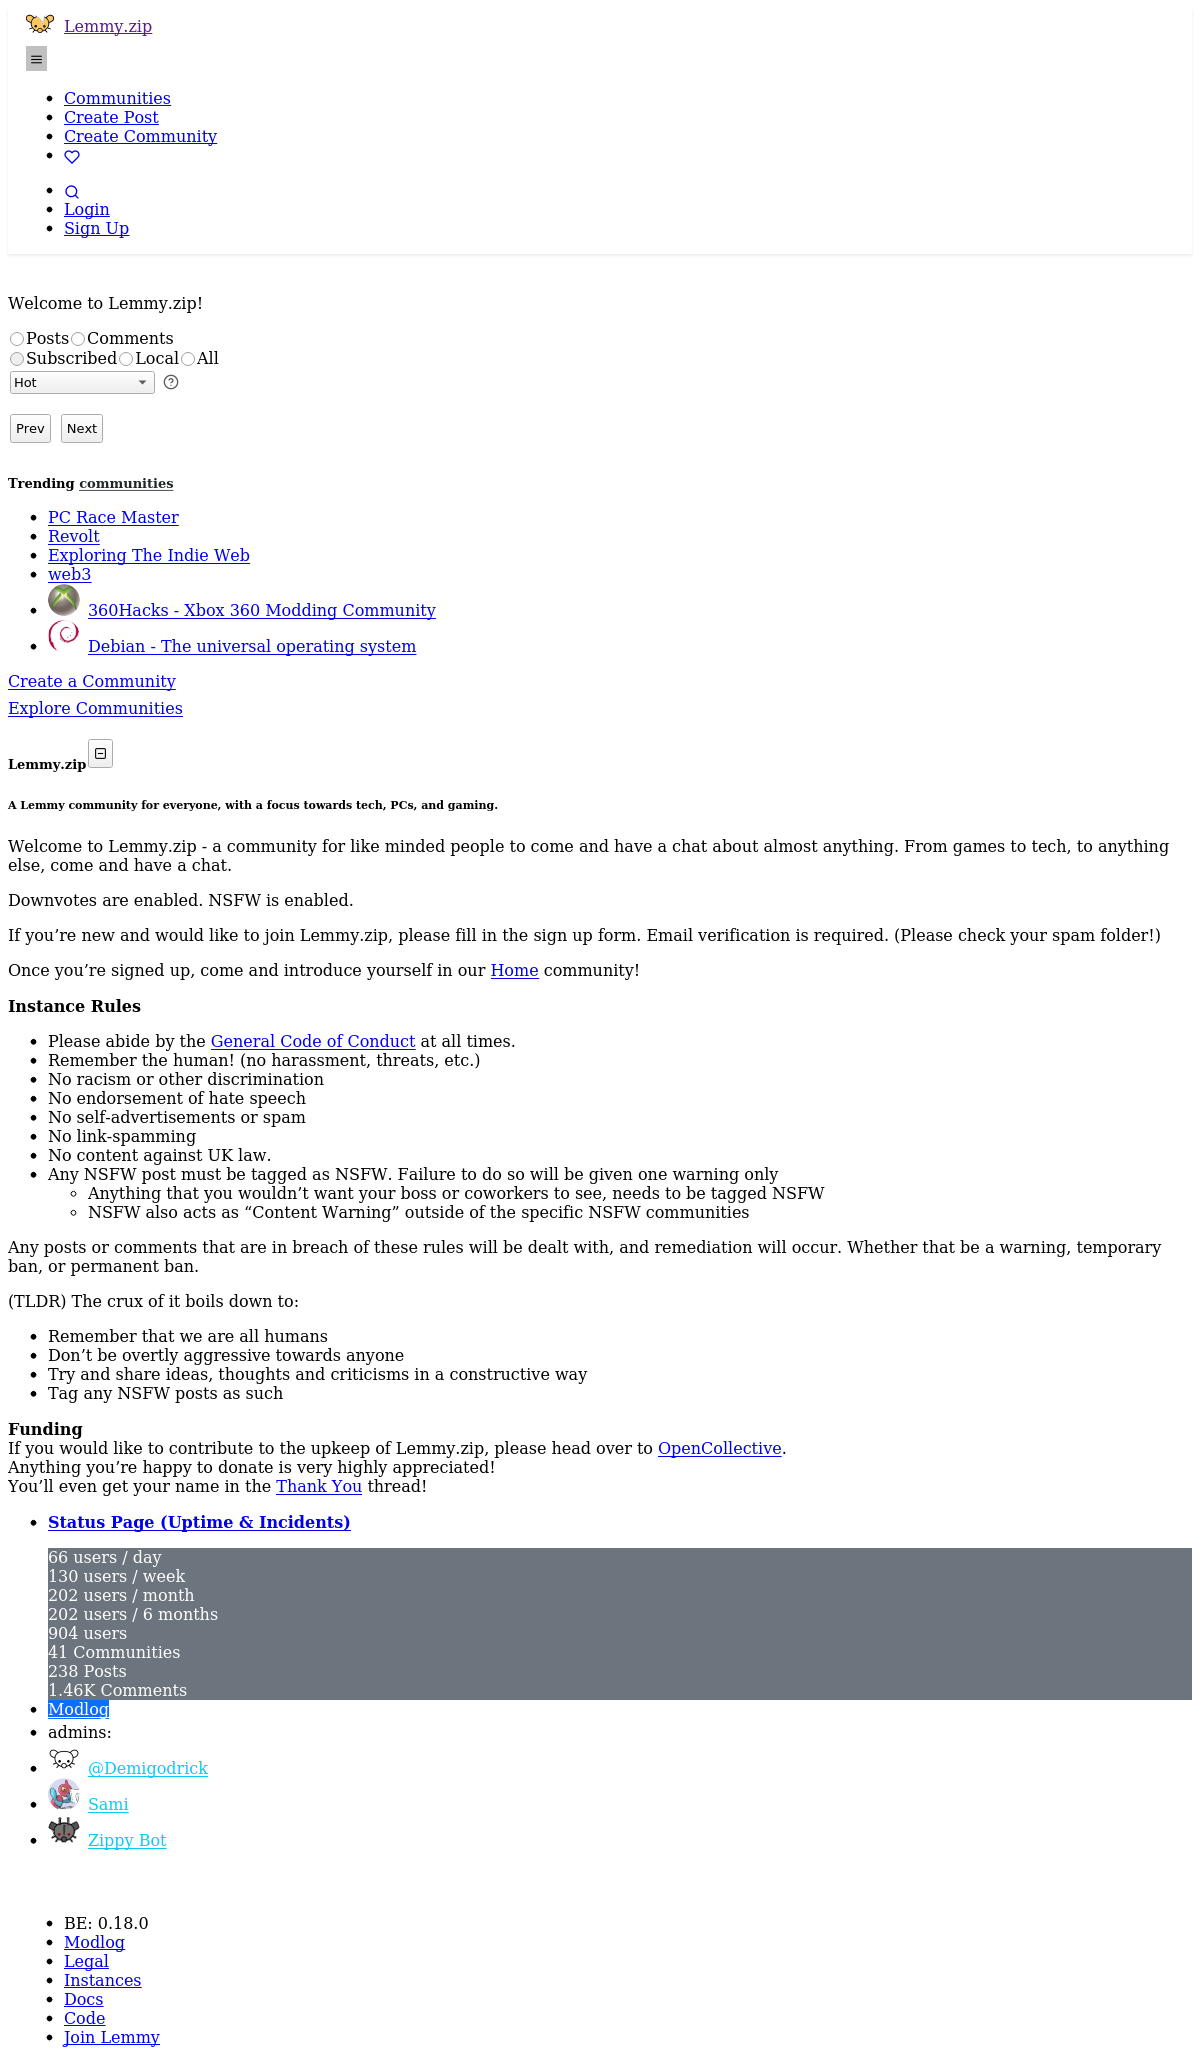 Lemmy.zip
Communities
Create Post
Create Community
Login
Sign Up
Welcome to Lemmy.zip!
Posts Comments
Subscribed Local All
Hot
Prev Next
Trending communities
PC Race Master
Revolt
Exploring The Indie Web
web3
360Hacks - Xbox 360 Modding Community
Debian - The universal operating system
Create a Community
Explore Communities
Lemmy.zip
A Lemmy community for everyone, with a focus towards tech, PCs, and gaming.
Welcome to Lemmy.zip - a community for like minded people to come and have a chat about almost anything. From games to tech, to anything
else, come and have a chat.
Downvotes are enabled. NSFW is enabled.
If you’re new and would like to join Lemmy.zip, please fill in the sign up form. Email verification is required. (Please check your spam folder!)
Once you’re signed up, come and introduce yourself in our Home community!
Instance Rules
Please abide by the General Code of Conduct at all times.
Remember the human! (no harassment, threats, etc.)
No racism or other discrimination
No endorsement of hate speech
No self-advertisements or spam
No link-spamming
No content against UK law.
Any NSFW post must be tagged as NSFW. Failure to do so will be given one warning only
Anything that you wouldn’t want your boss or coworkers to see, needs to be tagged NSFW
NSFW also acts as “Content Warning” outside of the specific NSFW communities
Any posts or comments that are in breach of these rules will be dealt with, and remediation will occur. Whether that be a warning, temporary
ban, or permanent ban.
(TLDR) The crux of it boils down to:
Remember that we are all humans
Don’t be overtly aggressive towards anyone
Try and share ideas, thoughts and criticisms in a constructive way
Tag any NSFW posts as such
Funding
If you would like to contribute to the upkeep of Lemmy.zip, please head over to OpenCollective.
Anything you’re happy to donate is very highly appreciated!
You’ll even get your name in the Thank You thread!
Status Page (Uptime & Incidents)
66 users / day
130 users / week
202 users / month
202 users / 6 months
904 users
41 Communities
238 Posts
1.46K Comments
Modlog
admins:
@Demigodrick
Sami
Zippy Bot
BE: 0.18.0
Modlog
Legal
Instances
Docs
Code
Join Lemmy